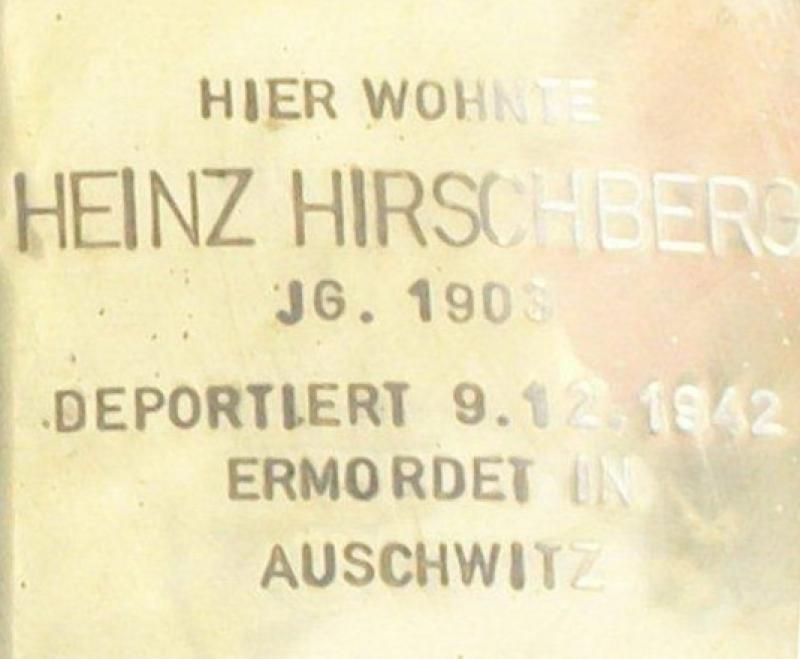 HIER WOHNTE
HEINZ HIRSCHBERG
JG. 1903
DEPORTIERT 9.12.1942
ERMORDET IN
AUSCHWITZ